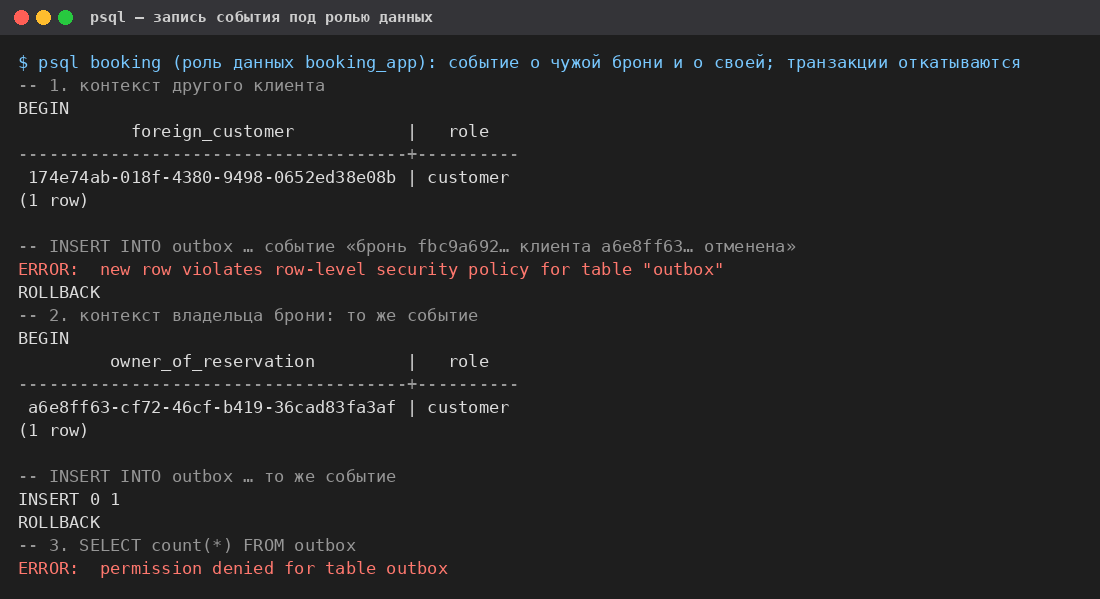 psql — запись события под ролью данных
$ psql booking (роль данных booking_app): событие о чужой брони и о своей; транзакции откатываются
-- 1. контекст другого клиента
BEGIN
           foreign_customer           |   role
--------------------------------------+----------
 174e74ab-018f-4380-9498-0652ed38e08b | customer
(1 row)

-- INSERT INTO outbox … событие «бронь fbc9a692… клиента a6e8ff63… отменена»
ERROR:  new row violates row-level security policy for table "outbox"
ROLLBACK
-- 2. контекст владельца брони: то же событие
BEGIN
         owner_of_reservation         |   role
--------------------------------------+----------
 a6e8ff63-cf72-46cf-b419-36cad83fa3af | customer
(1 row)

-- INSERT INTO outbox … то же событие
INSERT 0 1
ROLLBACK
-- 3. SELECT count(*) FROM outbox
ERROR:  permission denied for table outbox